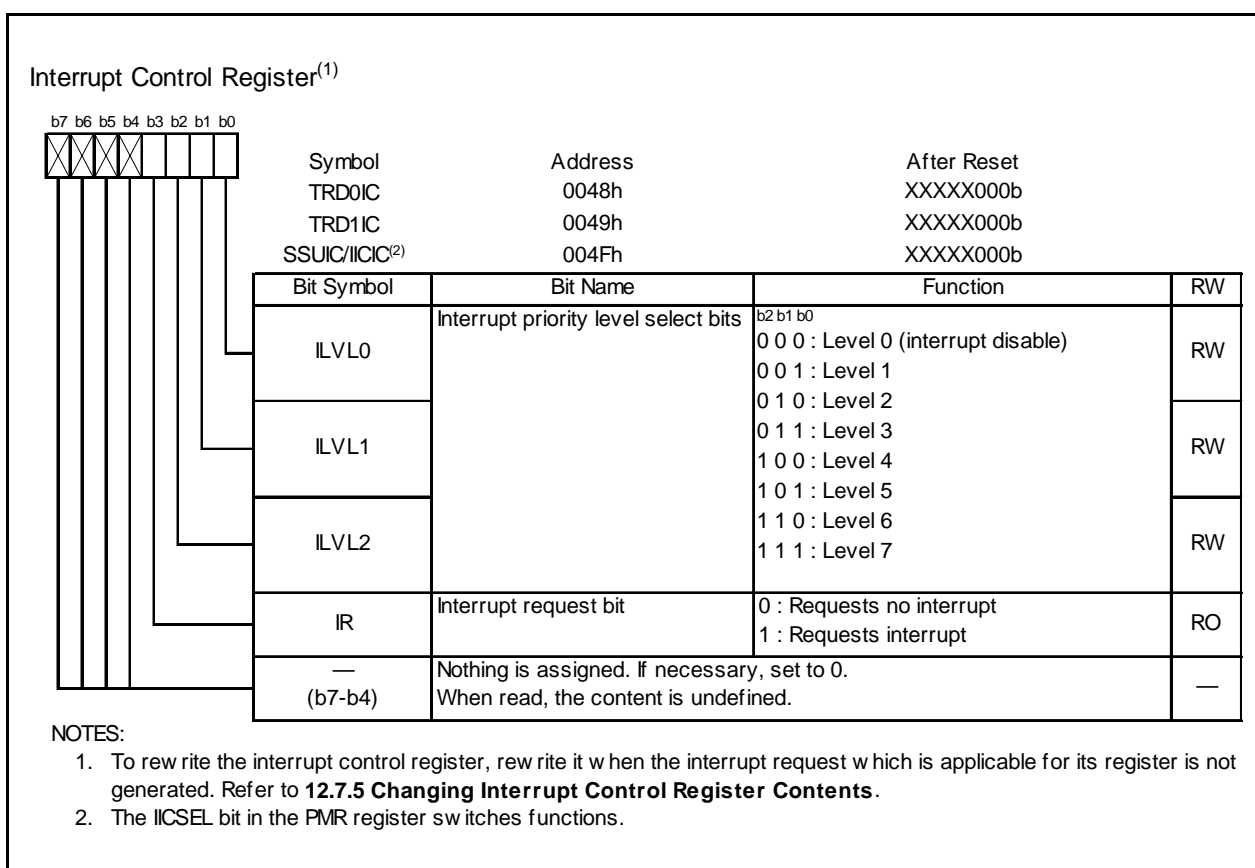 Interrupt Control Register(1)
b7 b6 b5 b4 b3 b2 b1 b0
Symbol Address After Reset
TRD0IC 0048h XXXXX000b
TRD1IC 0049h XXXXX000b
SSUIC/IICIC(2) 004Fh XXXXX000b
Bit Symbol Bit Name Function RW
ILVL0 Interrupt priority level select bits b2 b1 b0 RW
0 0 0 : Level 0 (interrupt disable)
0 0 1 : Level 1
0 1 0 : Level 2
ILVL1 0 1 1 : Level 3 RW
1 0 0 : Level 4
1 0 1 : Level 5
ILVL2 1 1 0 : Level 6 RW
1 1 1 : Level 7
IR Interrupt request bit 0 : Requests no interrupt RO
1 : Requests interrupt
— Nothing is assigned. If necessary, set to 0. —
(b7-b4) When read, the content is undefined.
NOTES:
1. To rew rite the interrupt control register, rew rite it w hen the interrupt request w hich is applicable for its register is not
generated. Refer to 12.7.5 Changing Interrupt Control Register Contents.
2. The IICSEL bit in the PMR register sw itches functions.